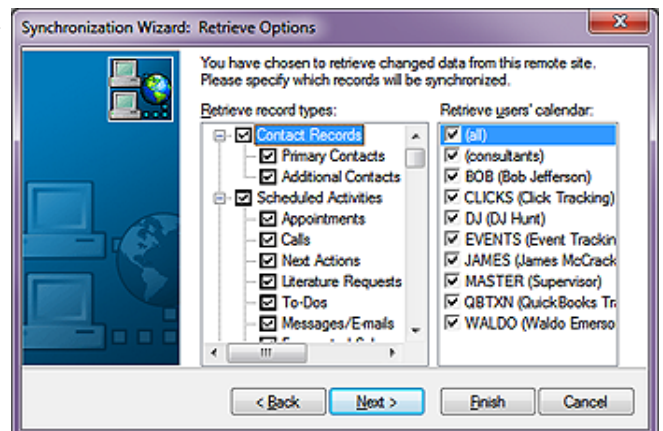 Synchronization Wizard: Retrieve Options
You have chosen to retrieve changed data from this remote site.
Please specify which records will be synchronized.
Retrieve record types:
Contact Records
Primary Contacts
Additional Contacts
Scheduled Activities
Appointments
Calls
Next Actions
Literature Requests
To-Dos
Messages/E-mails
Retrieve users' calendar:
(all)
(consultants)
BOB (Bob Jefferson)
CLICKS (Click Tracking)
DJ (DJ Hunt)
EVENTS (Event Trackin
JAMES (James McCrack
MASTER (Supervisor)
QBTXN (QuickBooks Tr
WALDO (Waldo Emerso
< Back
Next >
Finish
Cancel